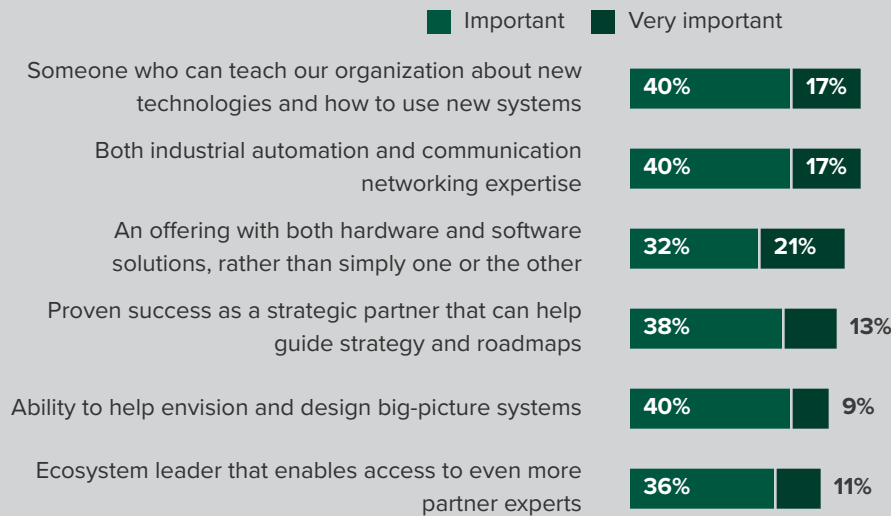 Important Very important
Someone who can teach our organization about new
technologies and how to use new systems
40% 17%
Both industrial automation and communication
networking expertise
40% 17%
An offering with both hardware and software
solutions, rather than simply one or the other
32% 21%
Proven success as a strategic partner that can help
guide strategy and roadmaps
38% 13%
Ability to help envision and design big-picture systems
40% 9%
Ecosystem leader that enables access to even more
partner experts
36% 11%